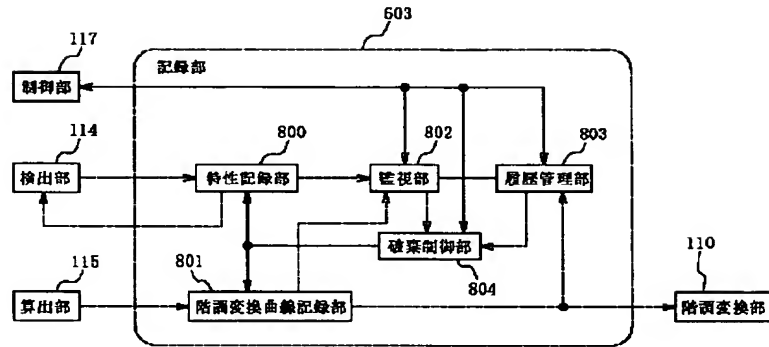 603
117
記録部
制御部
114
800
802
803
検出部
特性記録部
監視部
履歴管理部
破棄制御部
115
801
804
110
算出部
階調変換曲線記録部
階調変換部